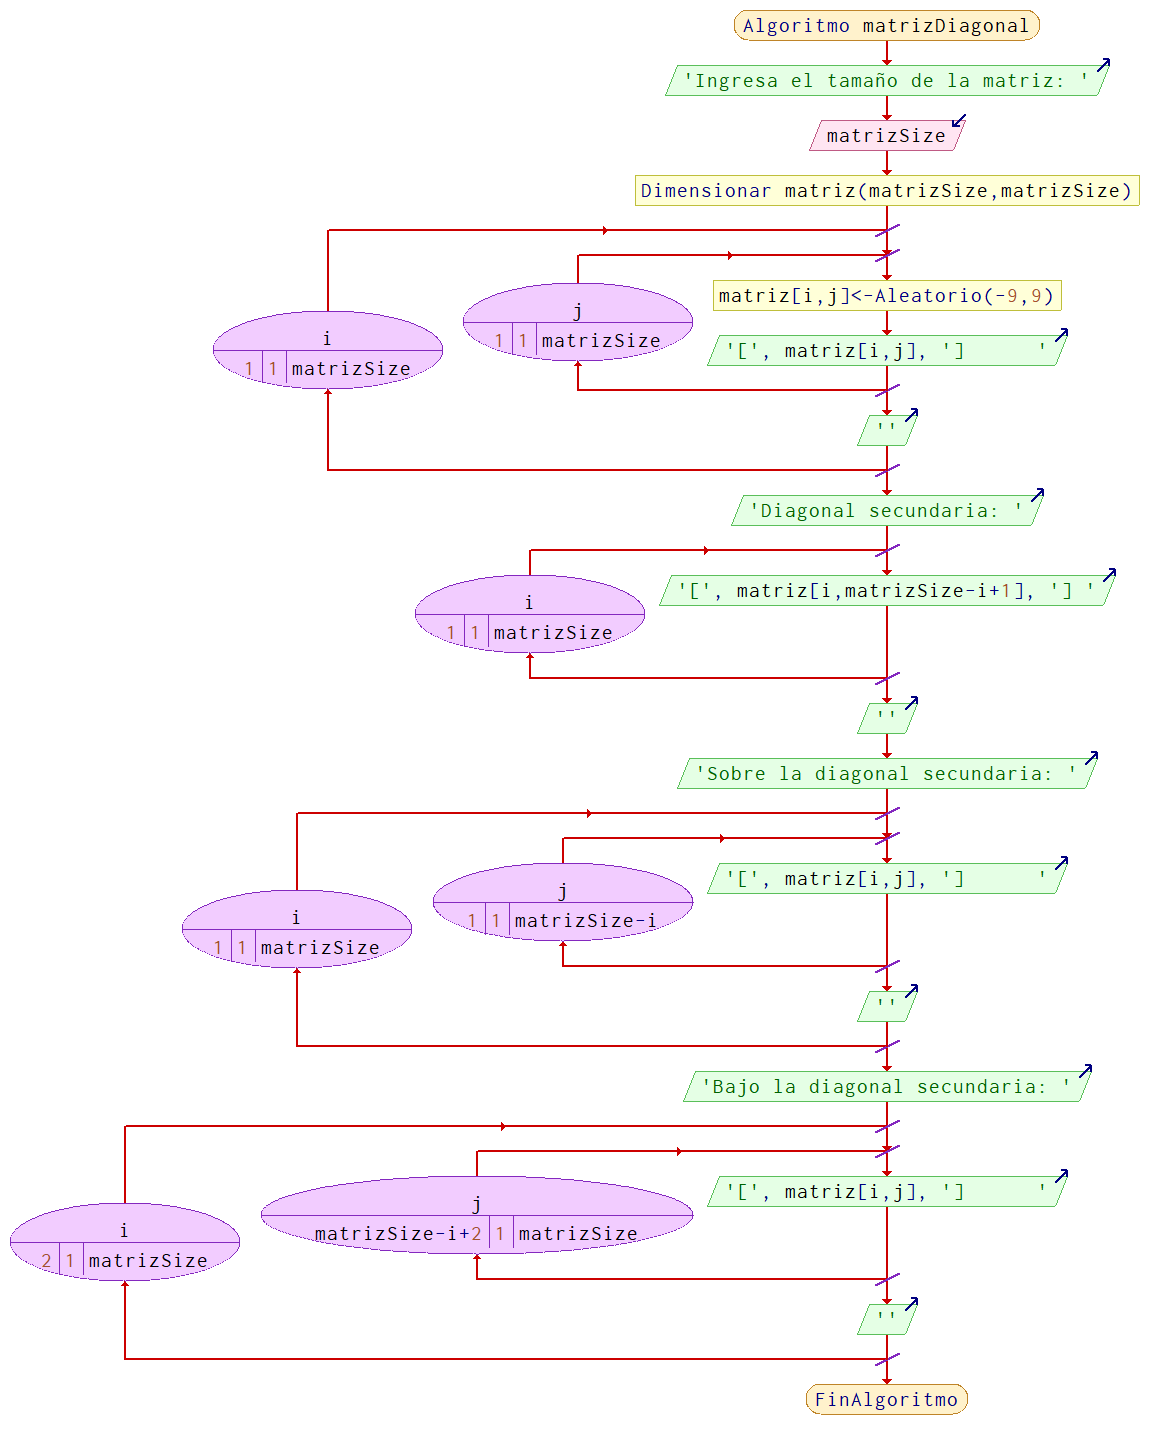 Algoritmo matrizDiagonal
'Ingresa el tamaño de la matriz: '
matrizSize
Dimensionar matriz(matrizSize,matrizSize)
i
1 1 matrizSize
j
1 1 matrizSize
matriz[i,j]<-Aleatorio(-9,9)
'[', matriz[i,j], ']      '
''
'Diagonal secundaria: '
i
1 1 matrizSize
'[', matriz[i,matrizSize-i+1], '] '
''
'Sobre la diagonal secundaria: '
i
1 1 matrizSize
j
1 1 matrizSize-i
'[', matriz[i,j], ']      '
''
'Bajo la diagonal secundaria: '
i
2 1 matrizSize
j
matrizSize-i+2 1 matrizSize
'[', matriz[i,j], ']      '
''
FinAlgoritmo